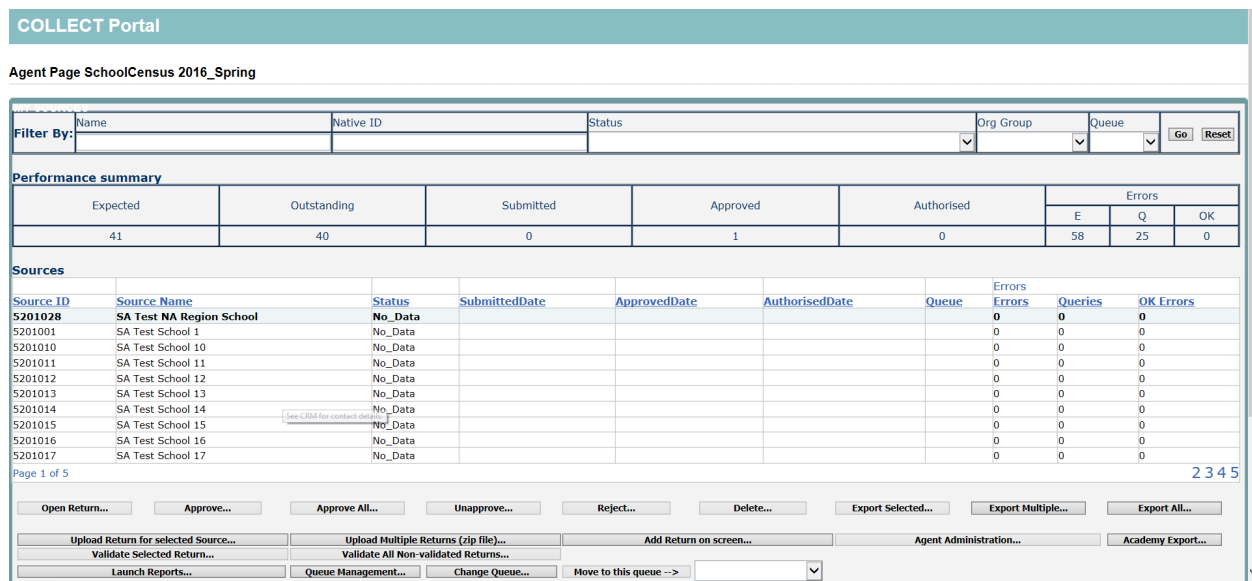 COLLECT Portal
Agent Page SchoolCensus 2016_Spring
MY SOURCES
Filter By: Name Native ID Status Org Group Queue Go Reset
Performance summary
Expected Outstanding Submitted Approved Authorised Errors
E Q OK
41 40 0 1 0 58 25 0
Sources
Errors
Source ID Source Name Status SubmittedDate ApprovedDate AuthorisedDate Queue Errors Queries OK Errors
5201028 SA Test NA Region School No_Data 0 0 0
5201001 SA Test School 1 No_Data 0 0 0
5201010 SA Test School 10 No_Data 0 0 0
5201011 SA Test School 11 No_Data 0 0 0
5201012 SA Test School 12 No_Data 0 0 0
5201013 SA Test School 13 No_Data 0 0 0
5201014 SA Test School 14 No_Data 0 0 0
See CRM for contact details
5201015 SA Test School 15 No_Data 0 0 0
5201016 SA Test School 16 No_Data 0 0 0
5201017 SA Test School 17 No_Data 0 0 0
Page 1 of 5 2 3 4 5
Open Return... Approve... Approve All... Unapprove... Reject... Delete... Export Selected... Export Multiple... Export All...
Upload Return for selected Source... Upload Multiple Returns (zip file)... Add Return on screen... Agent Administration... Academy Export...
Validate Selected Return... Validate All Non-validated Returns...
Launch Reports... Queue Management... Change Queue... Move to this queue -->